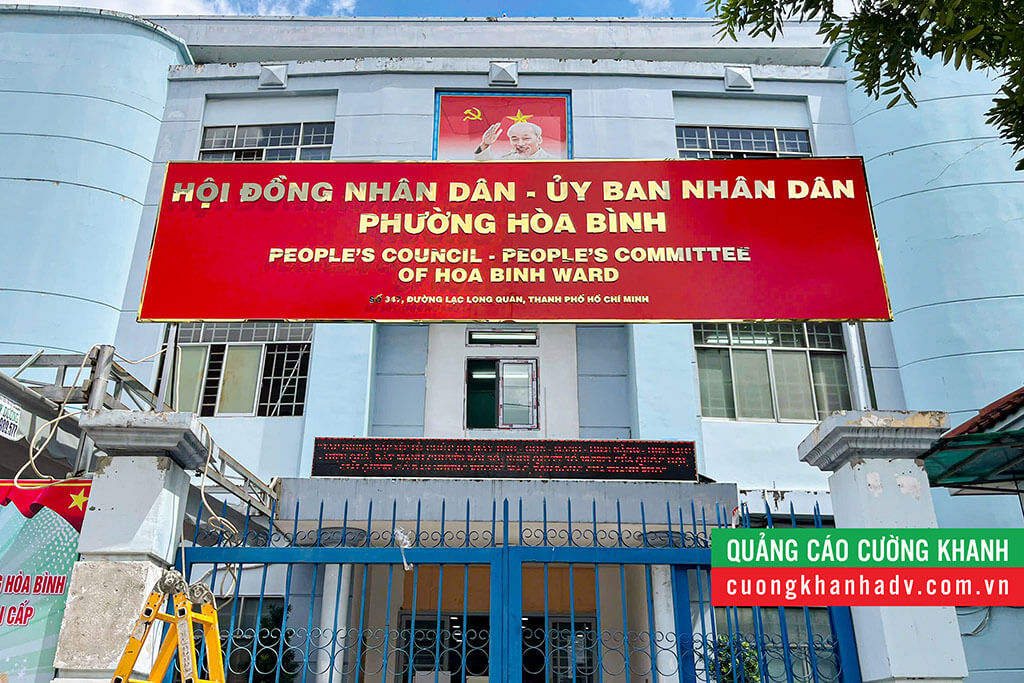 HỘI ĐỒNG NHÂN DÂN - ỦY BAN NHÂN DÂN
PHƯỜNG HÒA BÌNH
PEOPLE'S COUNCIL - PEOPLE'S COMMITTEE
OF HOA BINH WARD
SỐ 347, ĐƯỜNG LẠC LONG QUÂN, THÀNH PHỐ HỒ CHÍ MINH
HÒA BÌNH
CẤP
QUẢNG CÁO CƯỜNG KHANH
cuongkhanhadv.com.vn